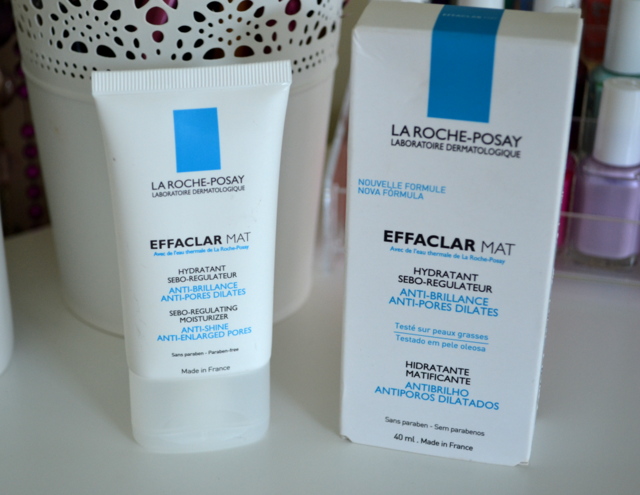 LA ROCHE-POSAY
LABORATOIRE DERMATOLOGIQUE
EFFACLAR MAT
Avec de l'eau thermale de La Roche-Posay
HYDRATANT
SEBO-REGULATEUR
ANTI-BRILLANCE
ANTI-PORES DILATES
SEBO-REGULATING
MOISTURIZER
ANTI-SHINE
ANTI-ENLARGED PORES
Sans paraben - Paraben-free
Made in France
LA ROCHE-POSAY
LABORATOIRE DERMATOLOGIQUE
NOUVELLE FORMULE
NOVA FÓRMULA
EFFACLAR MAT
Avec de l'eau thermale de La Roche-Posay
HYDRATANT
SEBO-REGULATEUR
ANTI-BRILLANCE
ANTI-PORES DILATES
Testé sur peaux grasses
Testado em pele oleosa
HIDRATANTE
MATIFICANTE
ANTIBRILHO
ANTIPOROS DILATADOS
Sans paraben - Sem parabenos
40 ml . Made in France